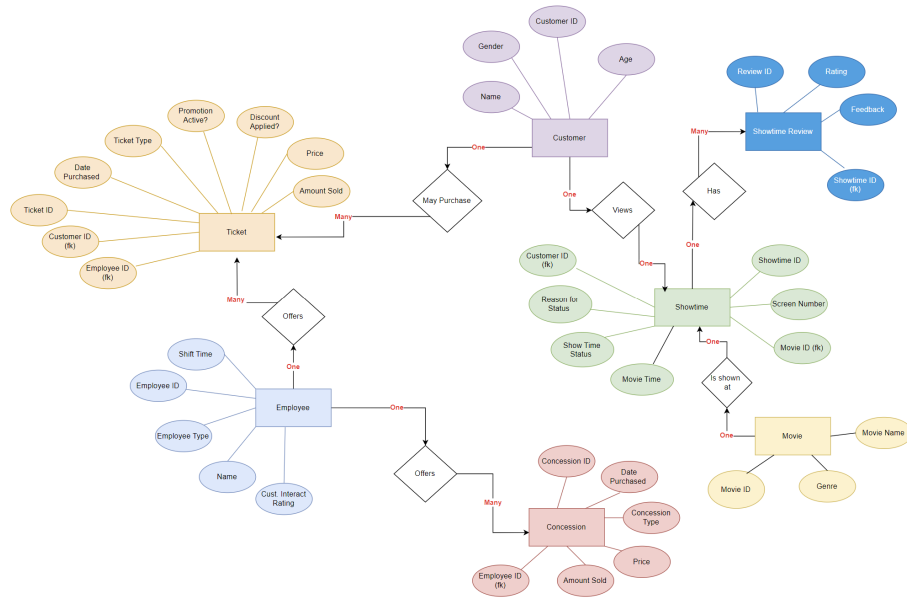 Customer ID
Gender
Age
Name
Customer
Review ID
Rating
Feedback
Showtime Review
Showtime ID
(fk)
Many
Has
One
Promotion
Active?
Discount
Applied?
Ticket Type
Price
Date
Purchased
Amount Sold
Ticket ID
Customer ID
(fk)
Employee ID
(fk)
Ticket
One
May Purchase
Many
One
Views
One
Customer ID
(fk)
Reason for
Status
Show Time
Status
Movie Time
Showtime
Showtime ID
Screen Number
Movie ID (fk)
One
Is shown
at
One
Movie
Movie Name
Movie ID
Genre
Many
Offers
One
Shift Time
Employee ID
Employee Type
Name
Cust. Interact
Rating
Employee
One
Offers
Many
Concession ID
Date
Purchased
Concession
Type
Concession
Price
Employee ID
(fk)
Amount Sold